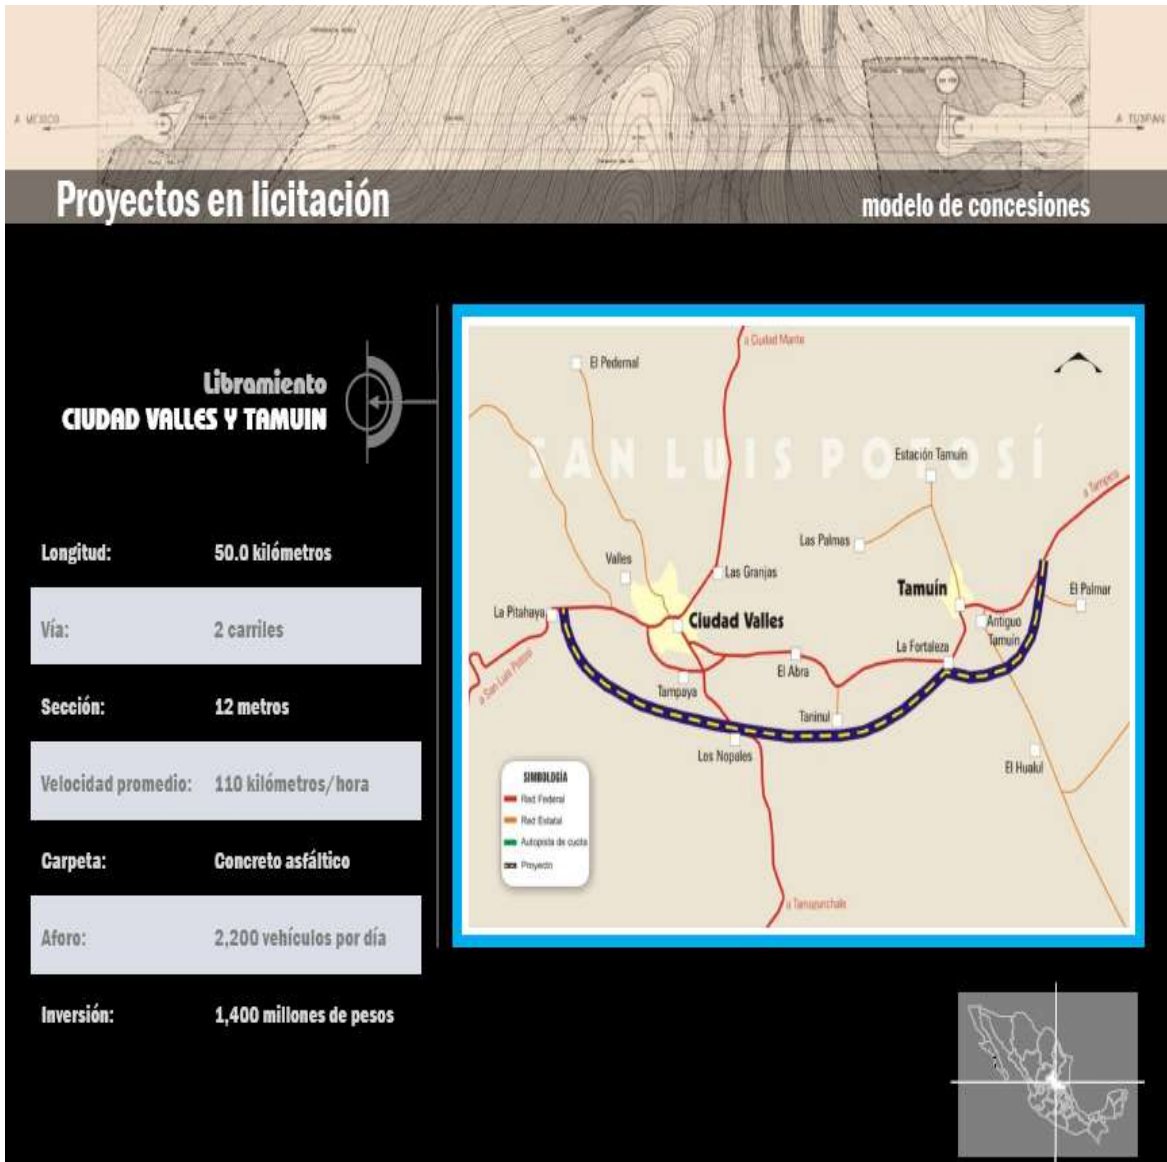 A MEXICO
A TUXPAN
Proyectos en licitación
modelo de concesiones
Libramiento
CIUDAD VALLES Y TAMUIN
Longitud: 50.0 kilómetros
Vía: 2 carriles
Sección: 12 metros
Velocidad promedio: 110 kilómetros/hora
Carpeta: Concreto asfáltico
Aforo: 2,200 vehículos por día
Inversión: 1,400 millones de pesos
a Ciudad Mante
El Pedernal
SAN LUIS POTOSÍ
Estación Tamuín
a Tampico
Las Palmas
Valles
Las Granjas
Tamuín
El Palmar
La Pitahaya
Ciudad Valles
Antiguo
Tamuín
La Fortaleza
El Abra
a San Luis Potosí
Tampaya
Taninul
Los Nopales
El Hualul
SIMBOLOGÍA
Red Federal
Red Estatal
Autopista de cuota
Proyecto
a Tamazunchale